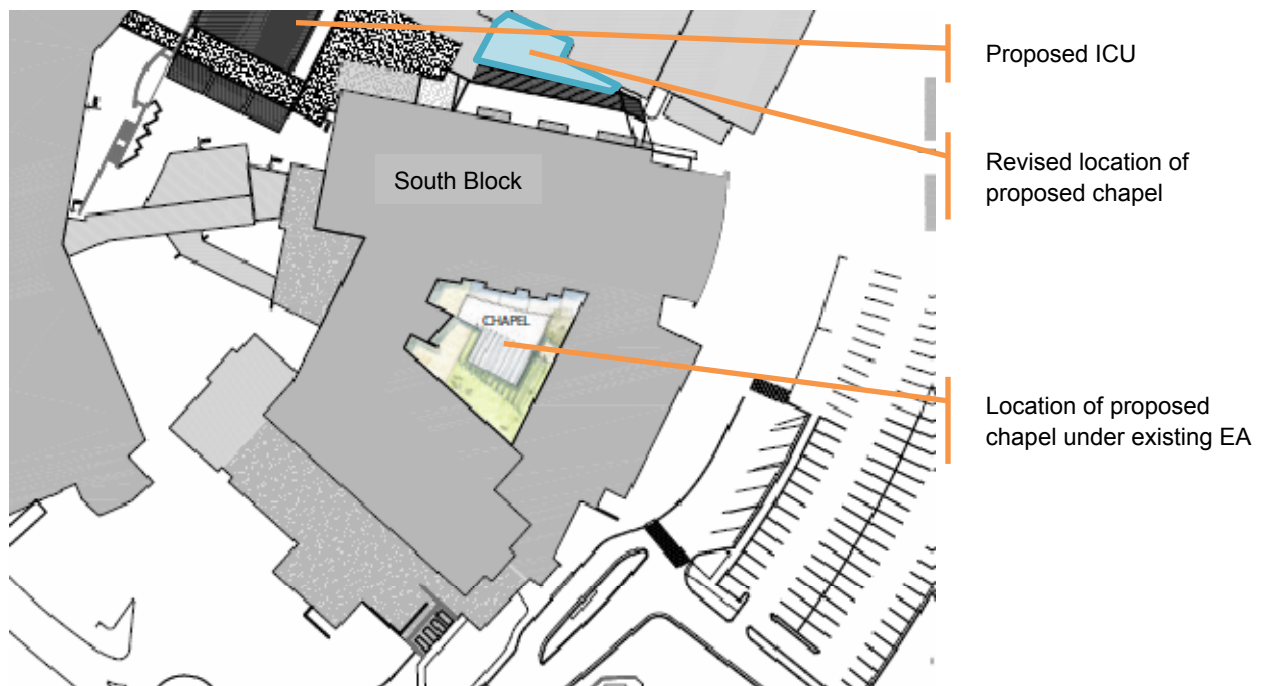 Proposed ICU
Revised location of
proposed chapel
South Block
CHAPEL
Location of proposed
chapel under existing EA